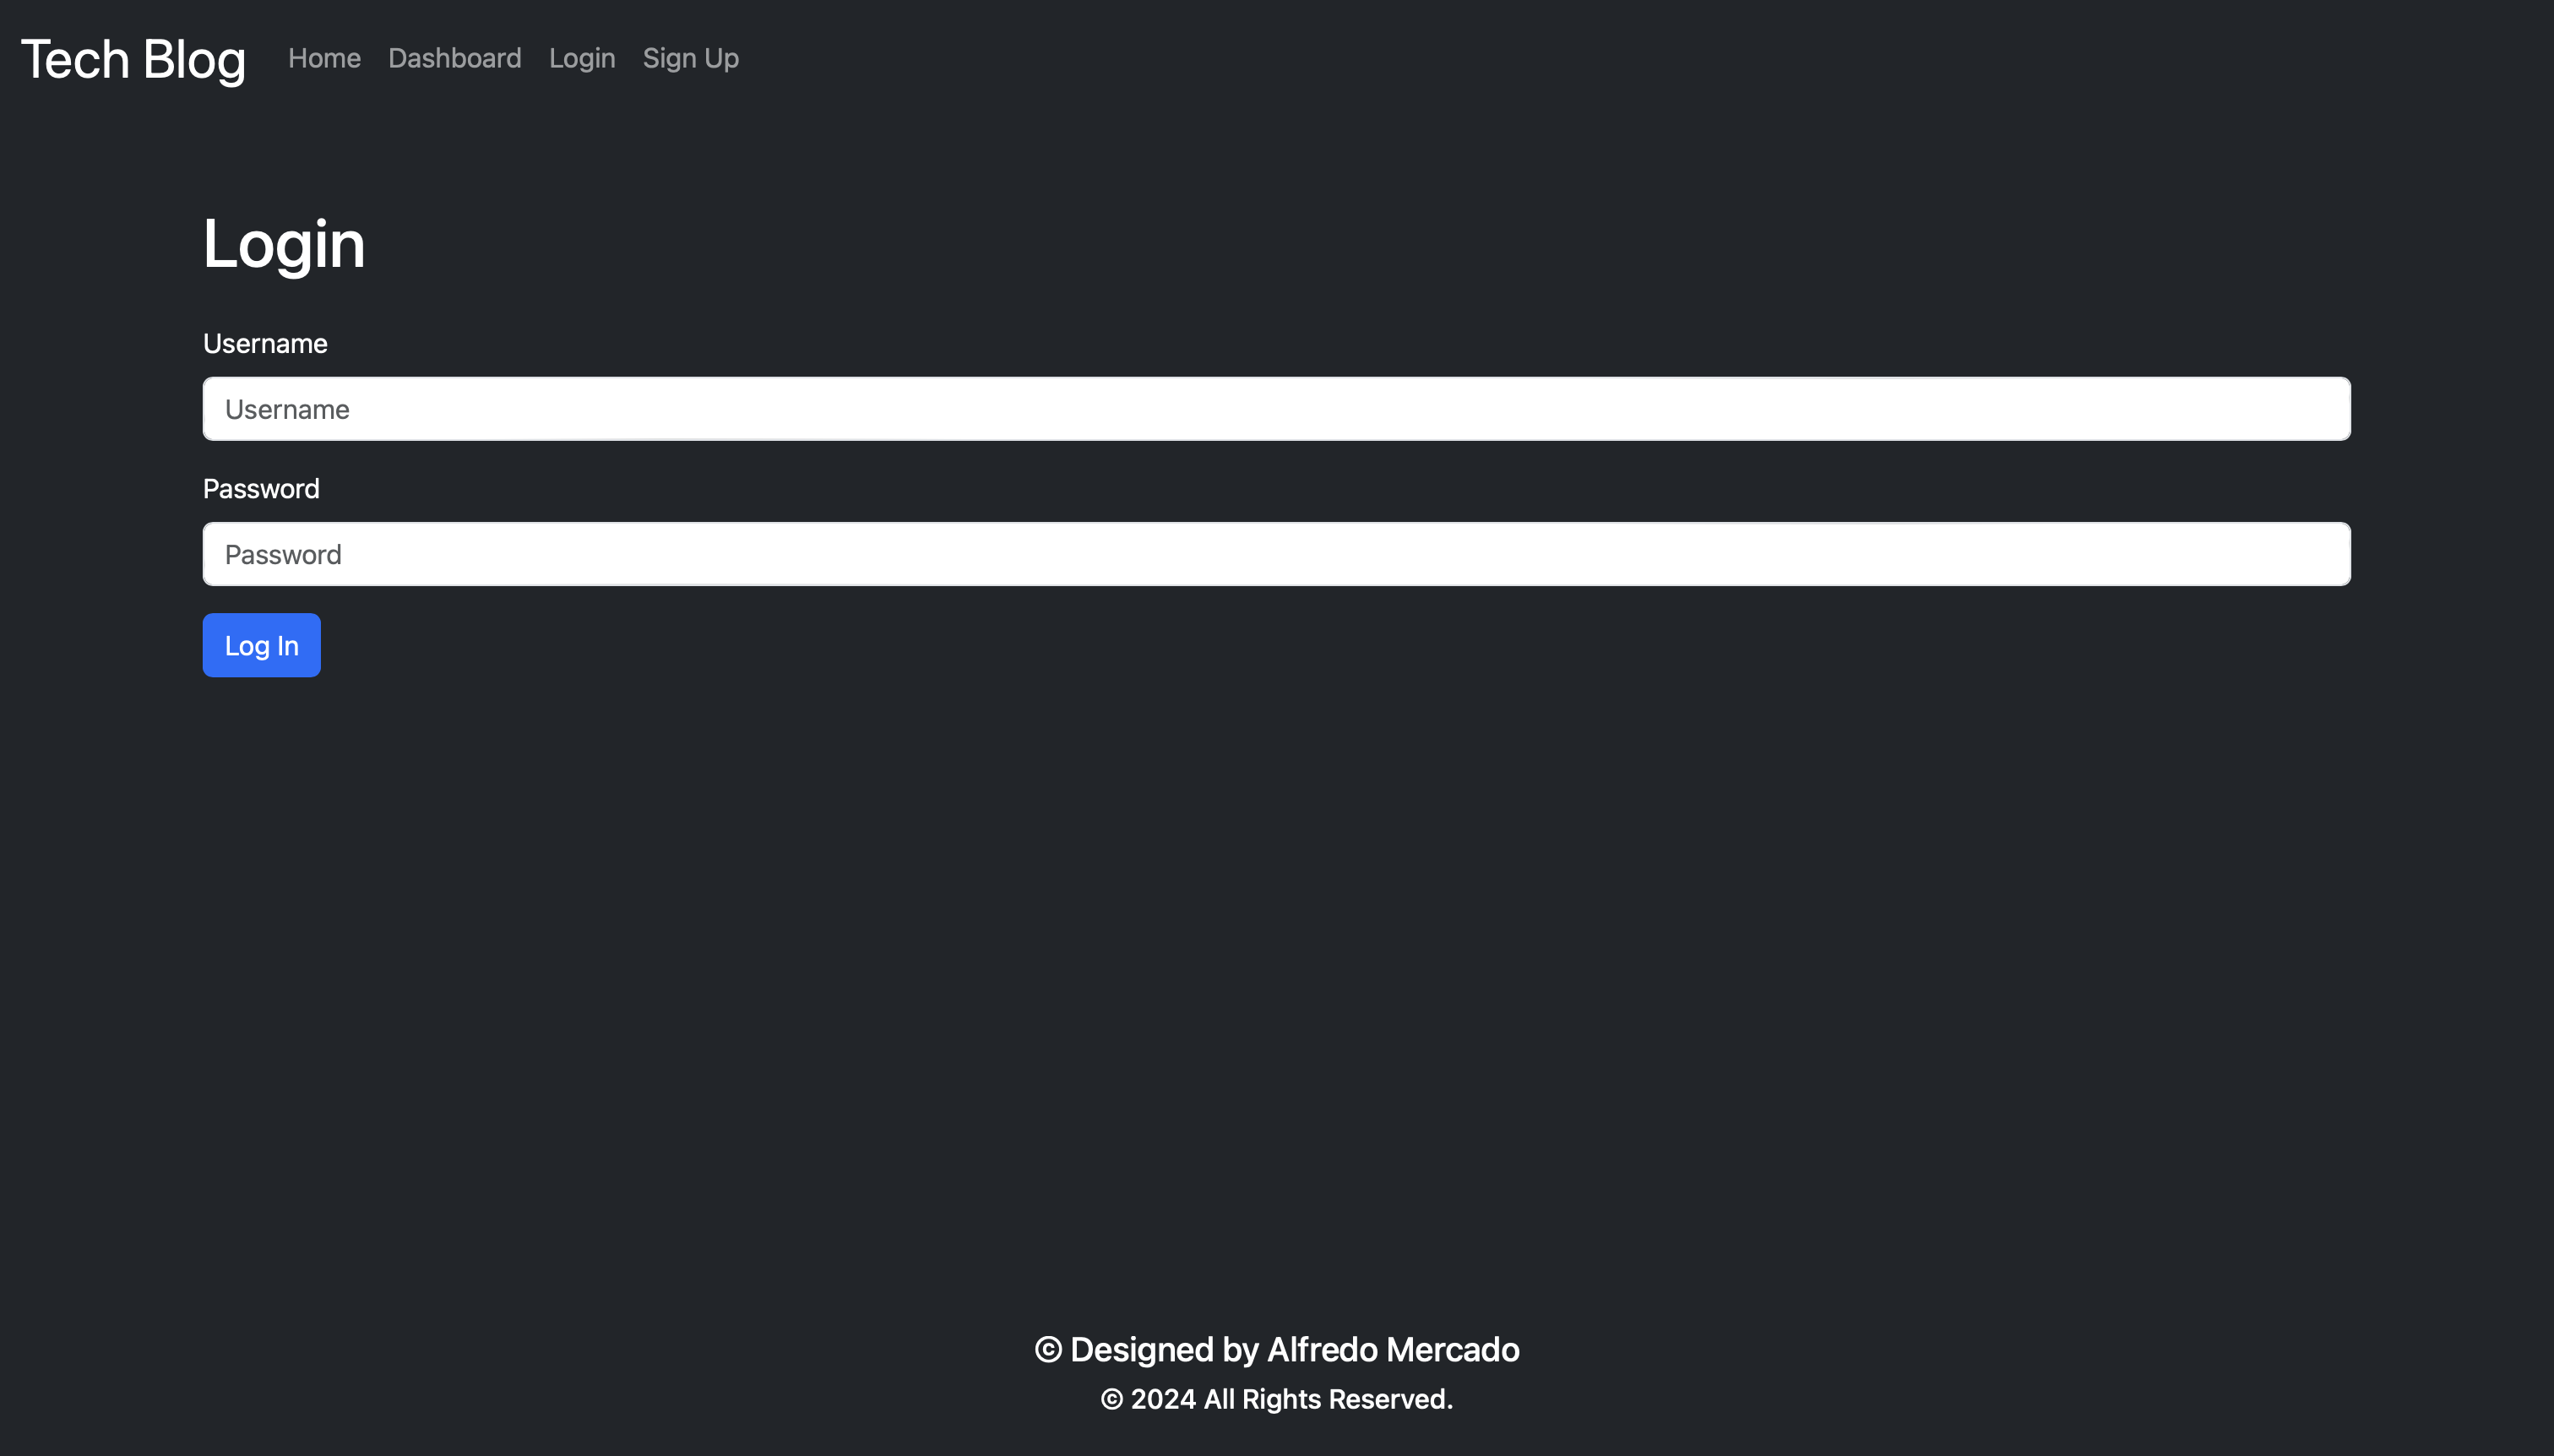 Tech Blog Home Dashboard Login Sign Up
Login
Username
Username
Password
Password
Log In
© Designed by Alfredo Mercado
© 2024 All Rights Reserved.